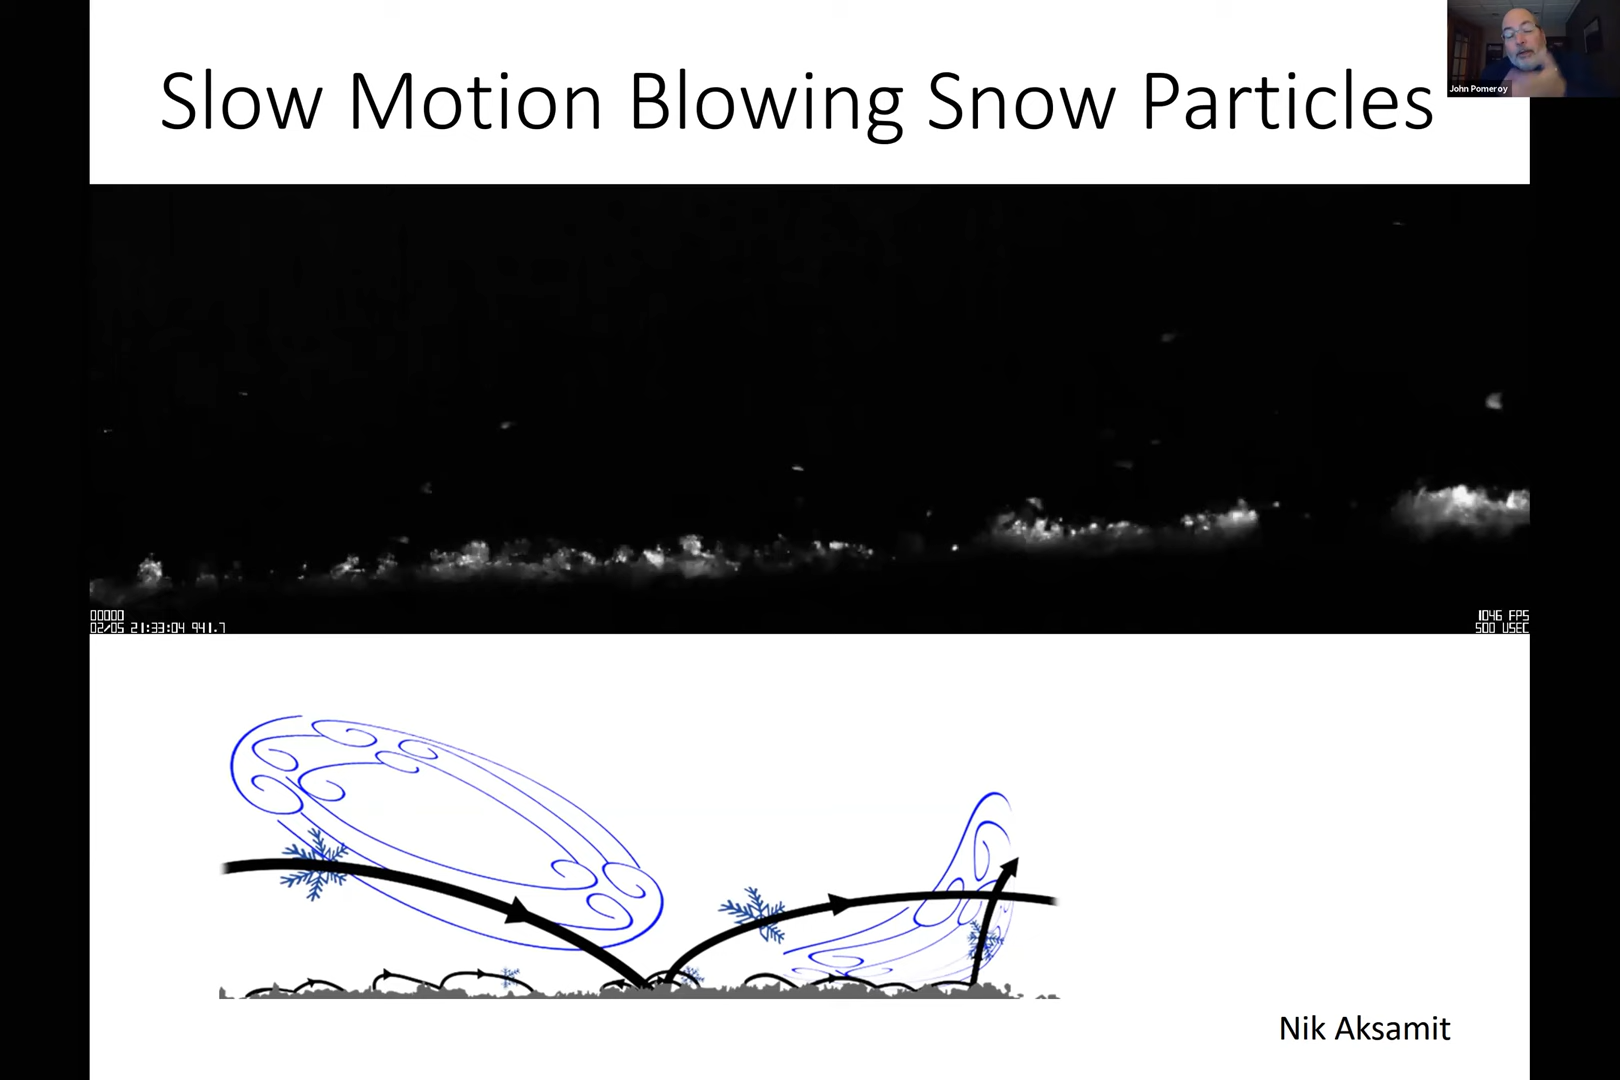 Slow Motion Blowing Snow Particles
John Pomeroy
00000
02/05 21:33:04 941.7
1046 FPS
500 USEC
Nik Aksamit